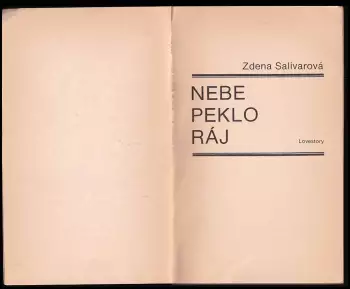 Zdena Salivarová
NEBE
PEKLO
RÁJ
Lovestory